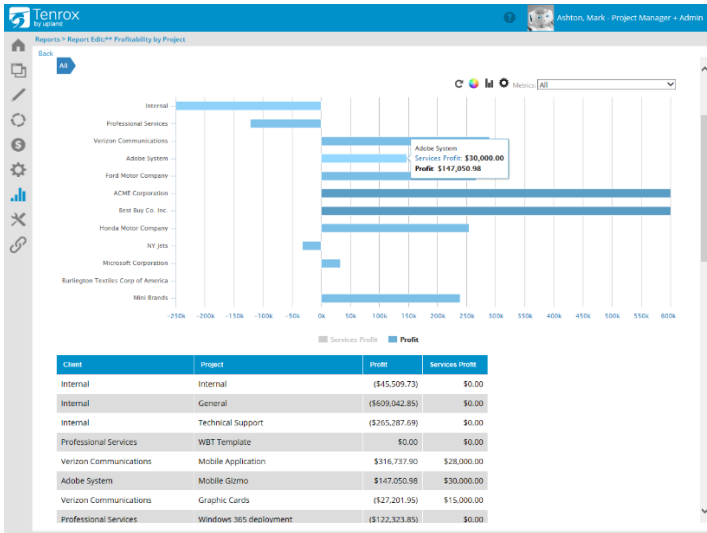 Tenrox
by upland
? Ashton, Mark - Project Manager + Admin
Reports > Report Edit:** Profitability by Project
Back
All
Metrics: All
Internal
Professional Services
Verizon Communications
Adobe System
Ford Motor Company
ACME Corporation
Best Buy Co. Inc.
Honda Motor Company
NY Jets
Microsoft Corporation
Burlington Textiles Corp of America
Mini Brands
Adobe System
Services Profit: $30,000.00
Profit: $147,050.98
-250k -200k -150k -100k -50k 0k 50k 100k 150k 200k 250k 300k 350k 400k 450k 500k 550k 600k
Services Profit Profit
Client Project Profit Services Profit
Internal Internal ($45,509.73) $0.00
Internal General ($609,042.85) $0.00
Internal Technical Support ($265,287.69) $0.00
Professional Services WBT Template $0.00 $0.00
Verizon Communications Mobile Application $316,737.90 $28,000.00
Adobe System Mobile Gizmo $147,050.98 $30,000.00
Verizon Communications Graphic Cards ($27,201.95) $15,000.00
Professional Services Windows 365 deployment ($122,323.85) $0.00